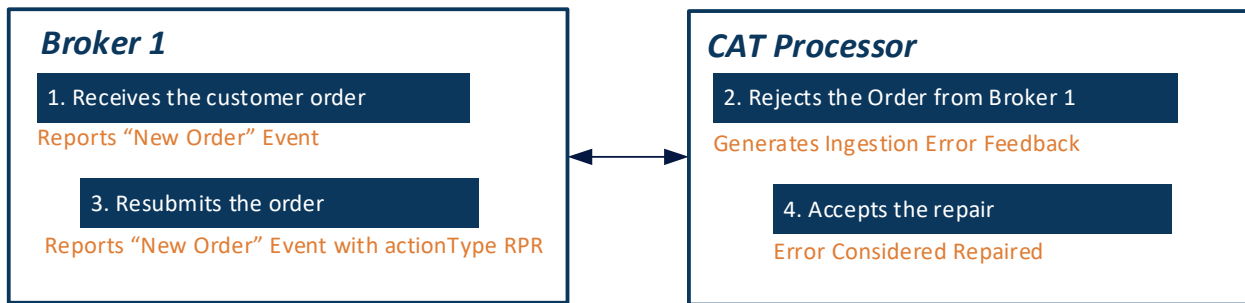 Broker 1
1. Receives the customer order
Reports “New Order” Event
3. Resubmits the order
Reports “New Order” Event with actionType RPR
CAT Processor
2. Rejects the Order from Broker 1
Generates Ingestion Error Feedback
4. Accepts the repair
Error Considered Repaired